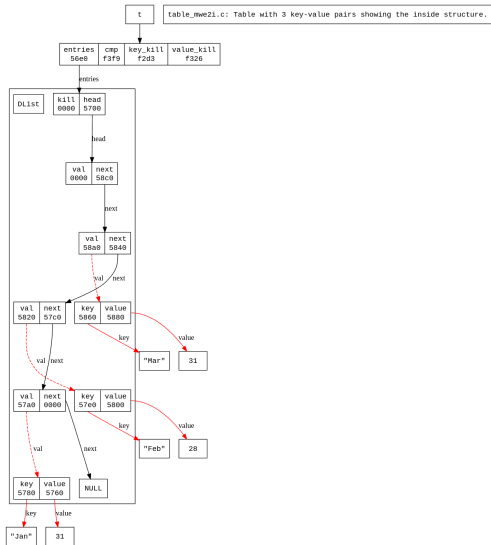 t
table_mwe2i.c: Table with 3 key-value pairs showing the inside structure.
entries cmp key_kill value_kill
56e0 f3f9 f2d3 f326
entries
DList
kill head
0000 5700
head
val next
0000 58c0
next
val next
58a0 5840
val next
val next
5820 57c0
key value
5860 5880
key value
"Mar" 31
val next
val next
57a0 0000
key value
57e0 5800
key value
"Feb" 28
val next
key value
5780 5760
NULL
key value
"Jan" 31